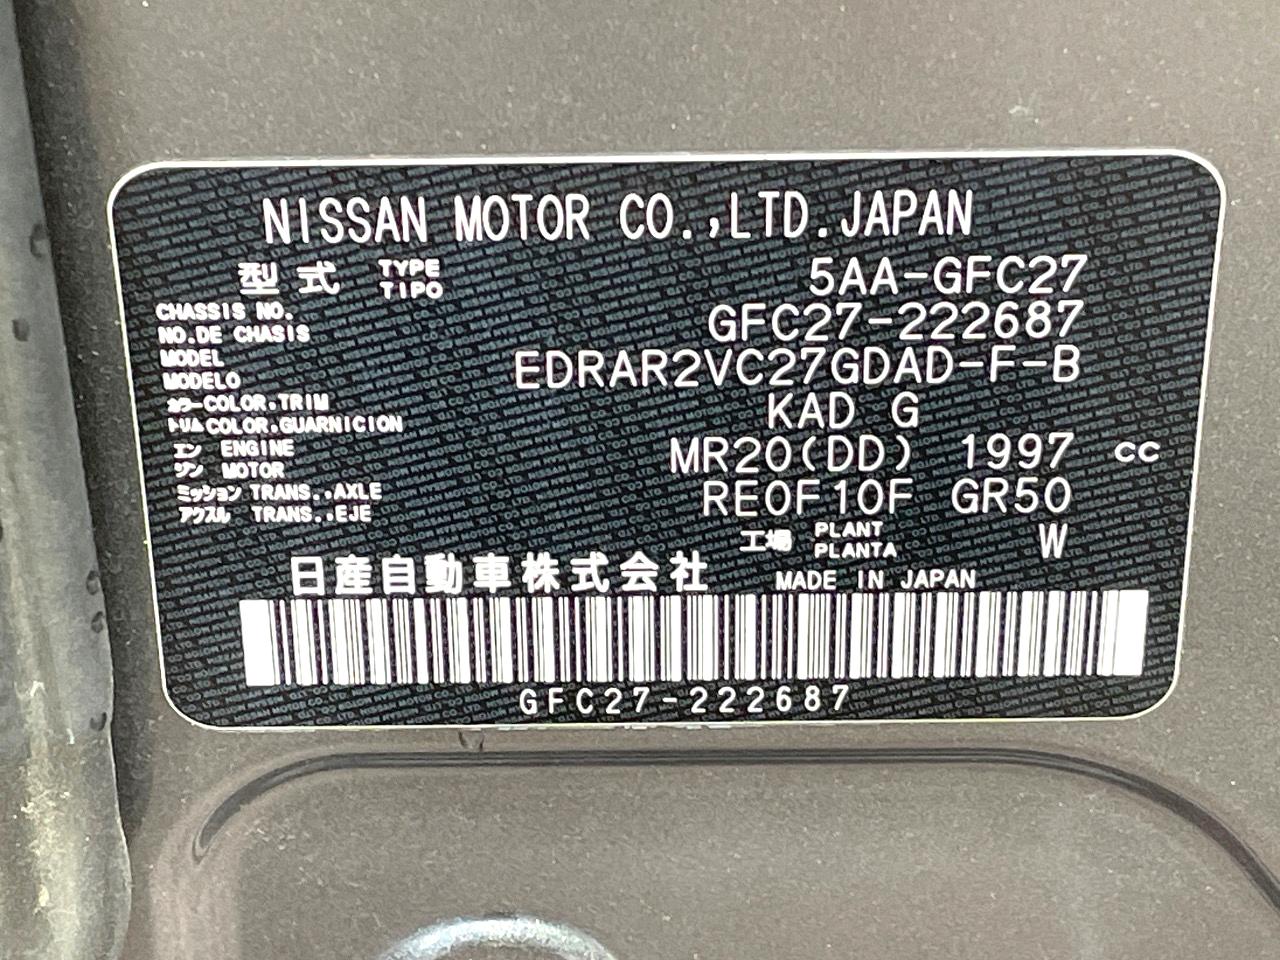 NISSAN MOTOR CO.,LTD.JAPAN
型式 TYPE TIPO 5AA-GFC27
CHASSIS NO.
NO.DE CHASIS GFC27-222687
MODEL
MODELO EDRAR2VC27GDAD-F-B
カラー COLOR.TRIM
トリム COLOR.GUARNICION KAD G
エン ENGINE
ジン MOTOR MR20(DD) 1997 cc
ミッション TRANS..AXLE
アクスル TRANS..EJE RE0F10F GR50
工場 PLANT PLANTA W
日産自動車株式会社 MADE IN JAPAN
GFC27-222687